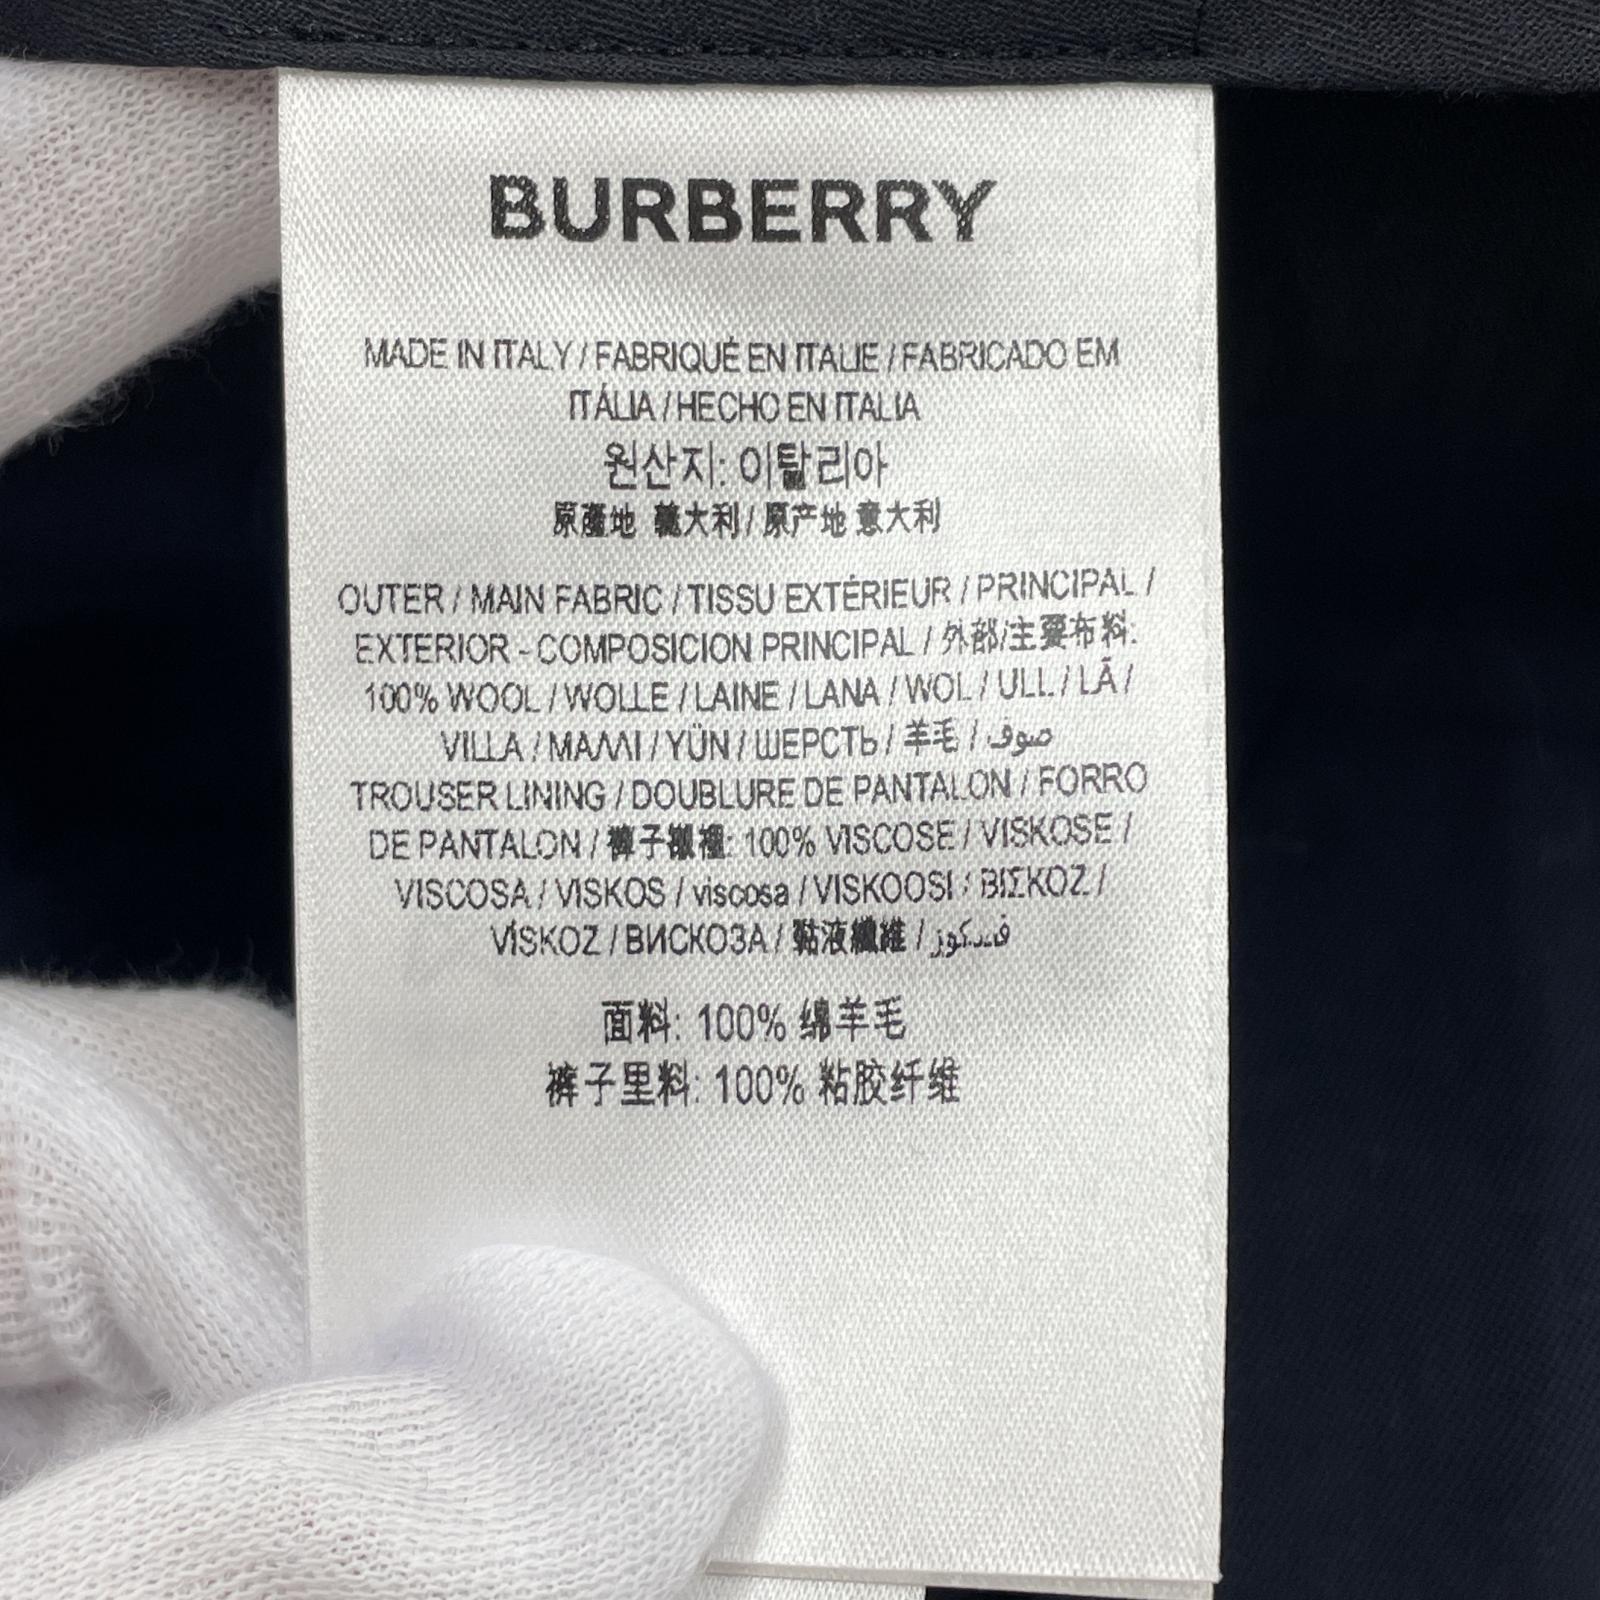 BURBERRY
MADE IN ITALY / FABRIQUÉ EN ITALIE / FABRICADO EM
ITÁLIA / HECHO EN ITALIA
원산지: 이탈리아
原產地 義大利 / 原产地 意大利
OUTER / MAIN FABRIC / TISSU EXTÉRIEUR / PRINCIPAL /
EXTERIOR - COMPOSICION PRINCIPAL / 外部/主要布料:
100% WOOL / WOLLE / LAINE / LANA / WOL / ULL / LÃ /
VILLA / ΜΑΛΛΙ / YÜN / ШЕРСТЬ / 羊毛 / صوف
TROUSER LINING / DOUBLURE DE PANTALON / FORRO
DE PANTALON / 褲子襯裡: 100% VISCOSE / VISKOSE /
VISCOSA / VISKOS / viscosa / VISKOOSI / ΒΙΣΚΟΖ /
VİSKOZ / ВИСКОЗА / 黏液纖維 / فيسكوز
面料: 100% 绵羊毛
裤子里料: 100% 粘胶纤维